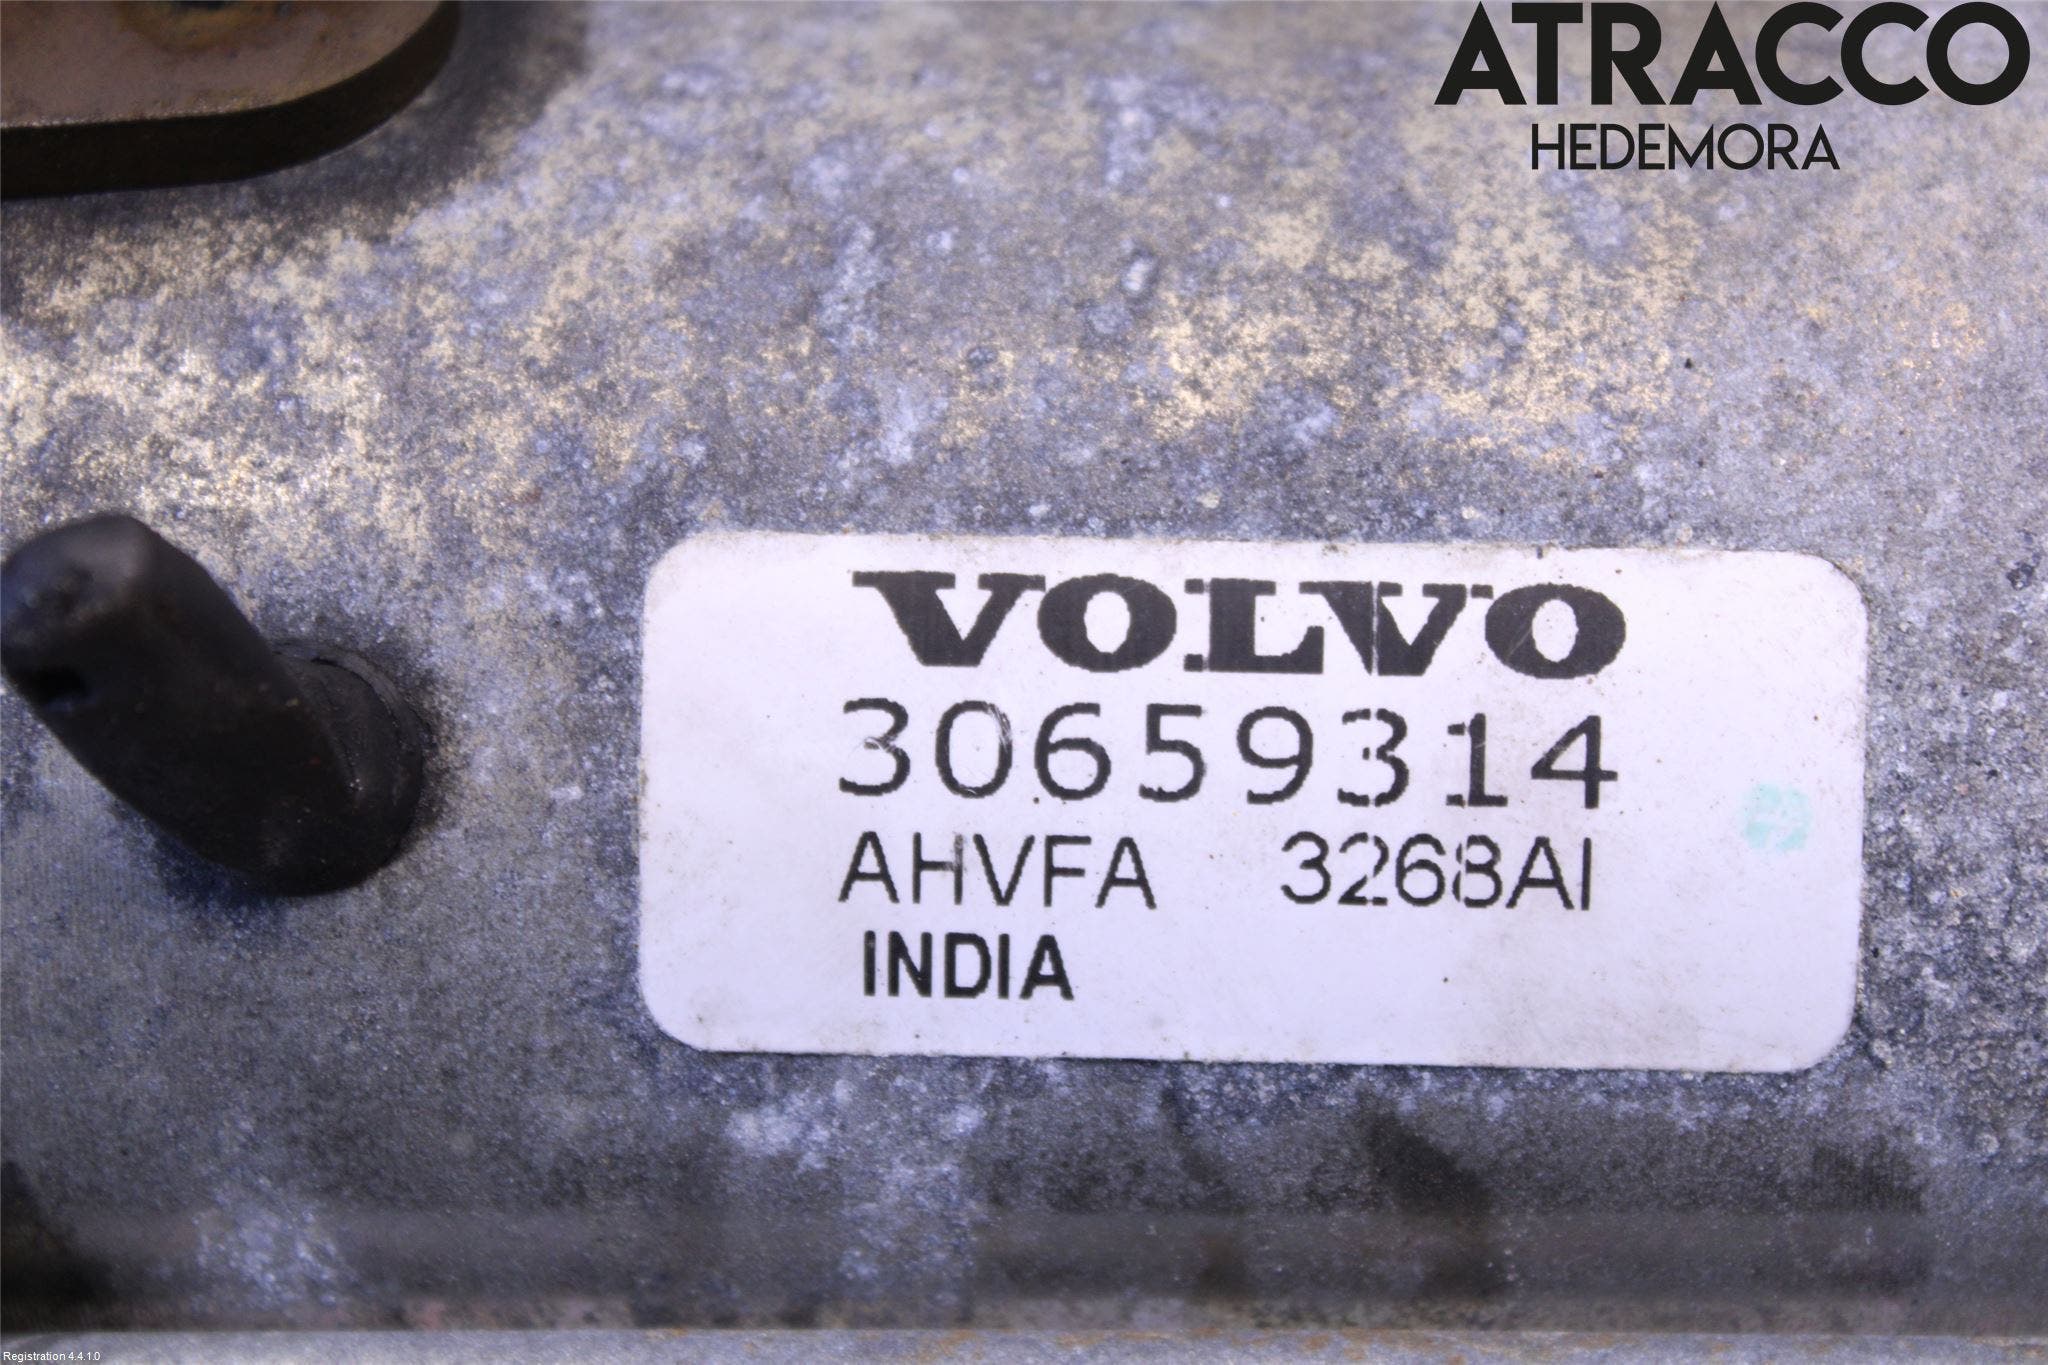 ATRACCO
HEDEMORA
VOLVO
30659314
AHVFA 3268AI
INDIA
Registration 4.4.1.0